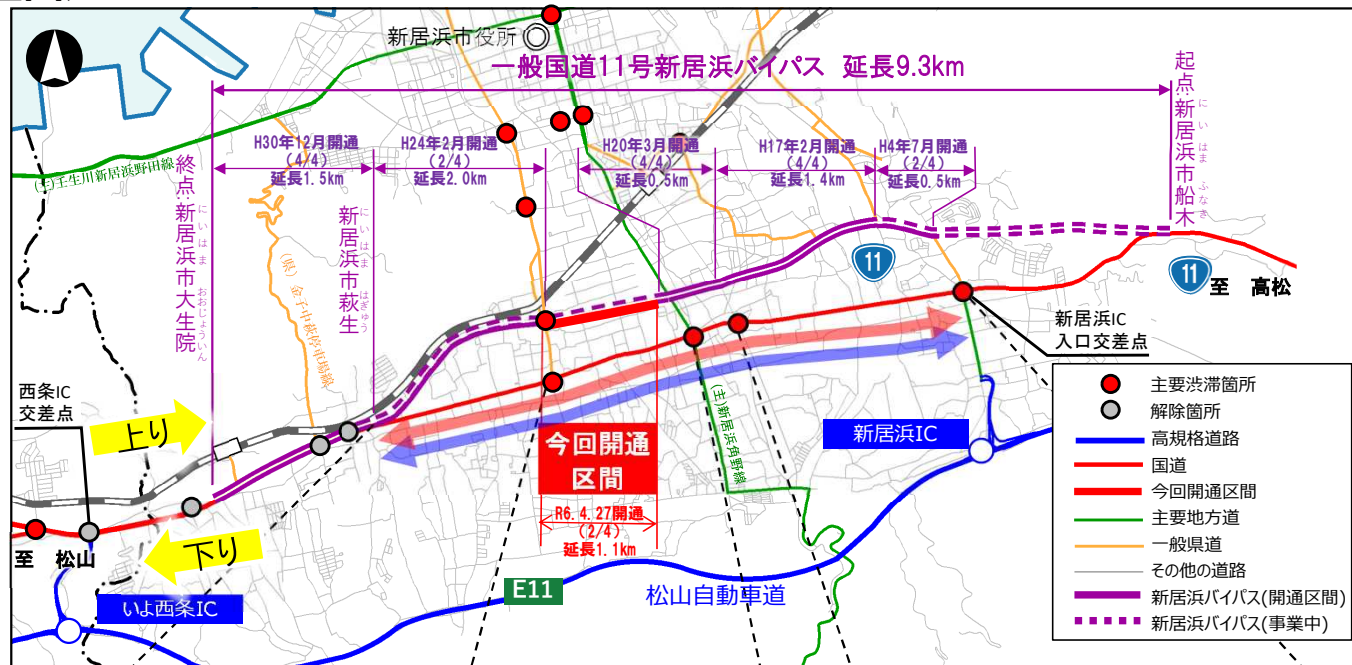 新居浜市役所
一般国道11号新居浜バイパス 延長9.3km
起点:新居浜市船木
にいはま ふなき
H30年12月開通
(4/4)
延長1.5km
H24年2月開通
(2/4)
延長2.0km
H20年3月開通
(4/4)
延長0.5km
H17年2月開通
(4/4)
延長1.4km
H4年7月開通
(2/4)
延長0.5km
(主)壬生川新居浜野田線
終点:新居浜市大生院
にいはま おおじょういん
新居浜市萩生
にいはま はぎゅう
(県)金子中萩停車場線
11
11
至 高松
新居浜IC
入口交差点
西条IC
交差点
上り
下り
至 松山
いよ西条IC
今回開通
区間
R6.4.27開通
(2/4)
延長1.1km
(主)新居浜角野線
新居浜IC
E11
松山自動車道
主要渋滞箇所
解除箇所
高規格道路
国道
今回開通区間
主要地方道
一般県道
その他の道路
新居浜バイパス(開通区間)
新居浜バイパス(事業中)